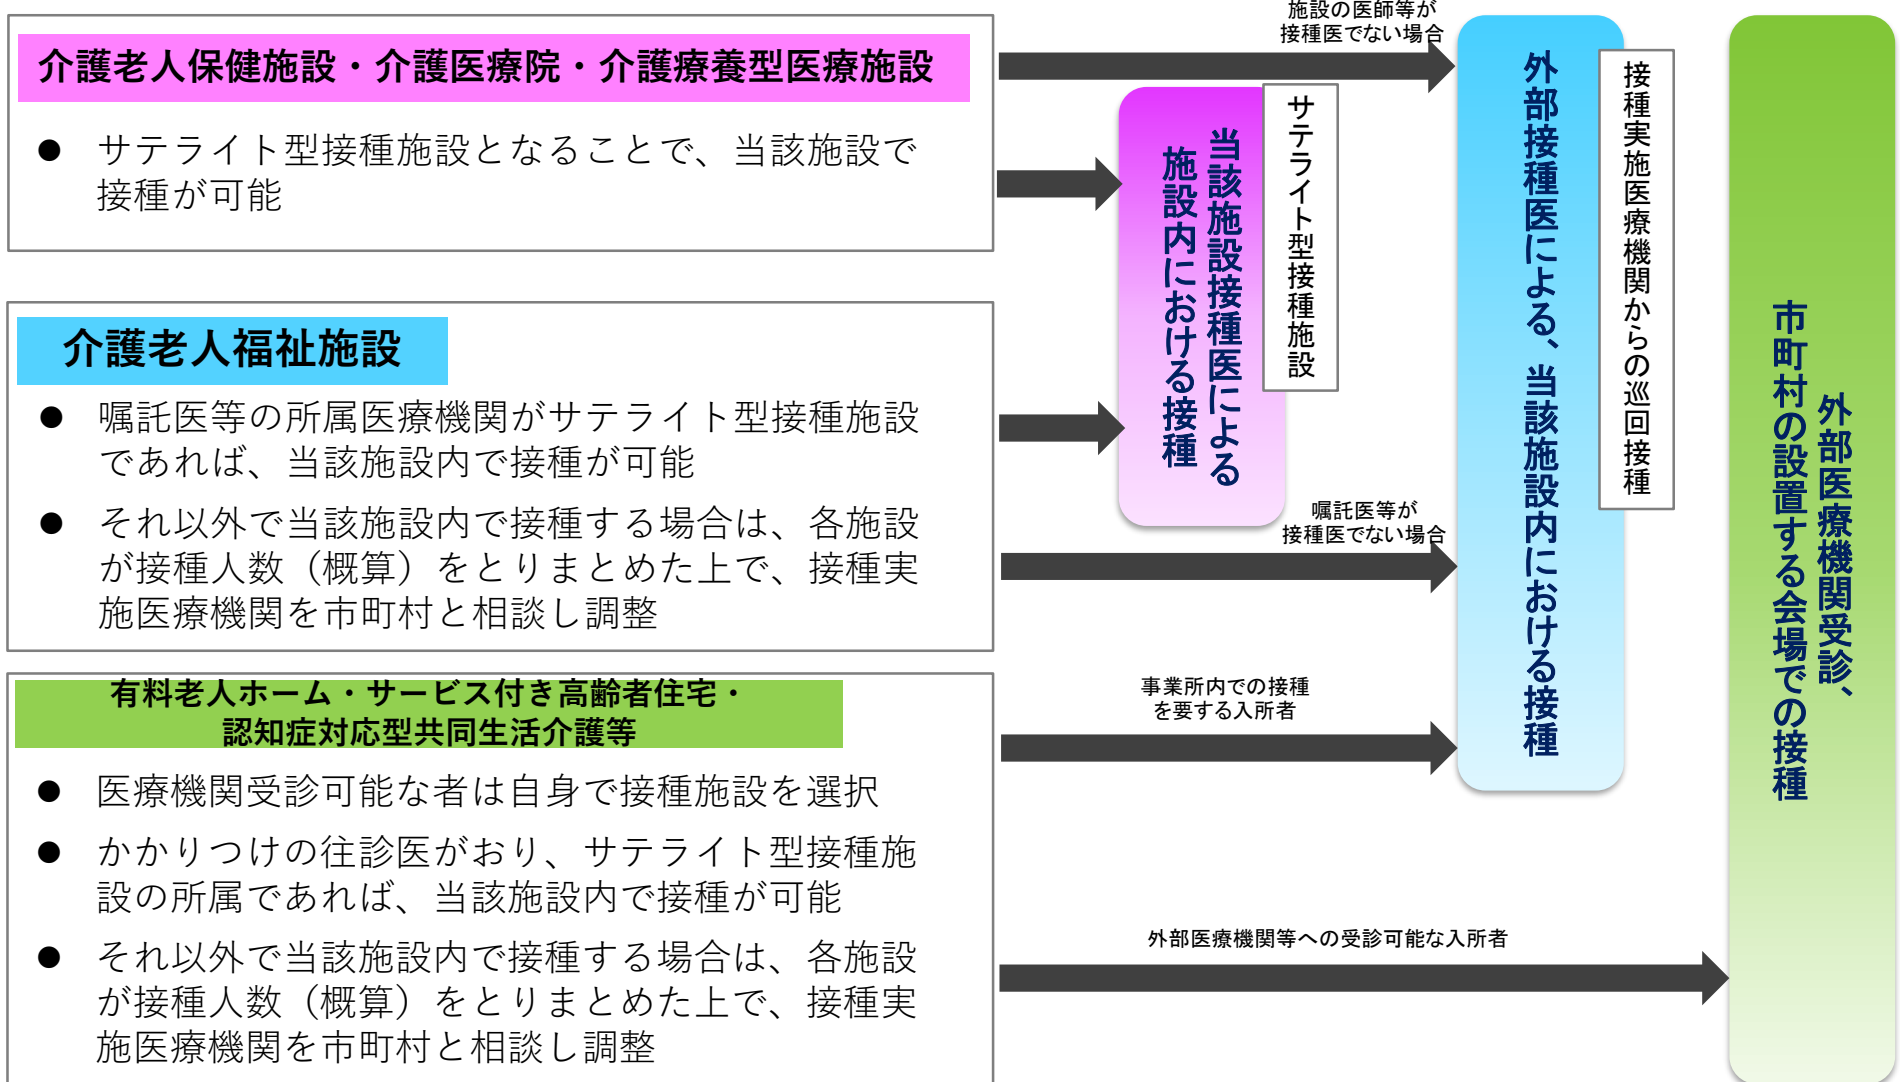 介護老人保健施設・介護医療院・介護療養型医療施設
● サテライト型接種施設となることで、当該施設で
接種が可能
介護老人福祉施設
● 嘱託医等の所属医療機関がサテライト型接種施設
であれば、当該施設内で接種が可能
● それ以外で当該施設内で接種する場合は、各施設
が接種人数（概算）をとりまとめた上で、接種実
施医療機関を市町村と相談し調整
有料老人ホーム・サービス付き高齢者住宅・
認知症対応型共同生活介護等
● 医療機関受診可能な者は自身で接種施設を選択
● かかりつけの往診医がおり、サテライト型接種施
設の所属であれば、当該施設内で接種が可能
● それ以外で当該施設内で接種する場合は、各施設
が接種人数（概算）をとりまとめた上で、接種実
施医療機関を市町村と相談し調整
施設の医師等が
接種医でない場合
嘱託医等が
接種医でない場合
事業所内での接種
を要する入所者
外部医療機関等への受診可能な入所者
当該施設接種医による
施設内における接種
サテライト型接種施設
外部接種医による、当該施設内における接種
接種実施医療機関からの巡回接種
外部医療機関受診、
市町村の設置する会場での接種